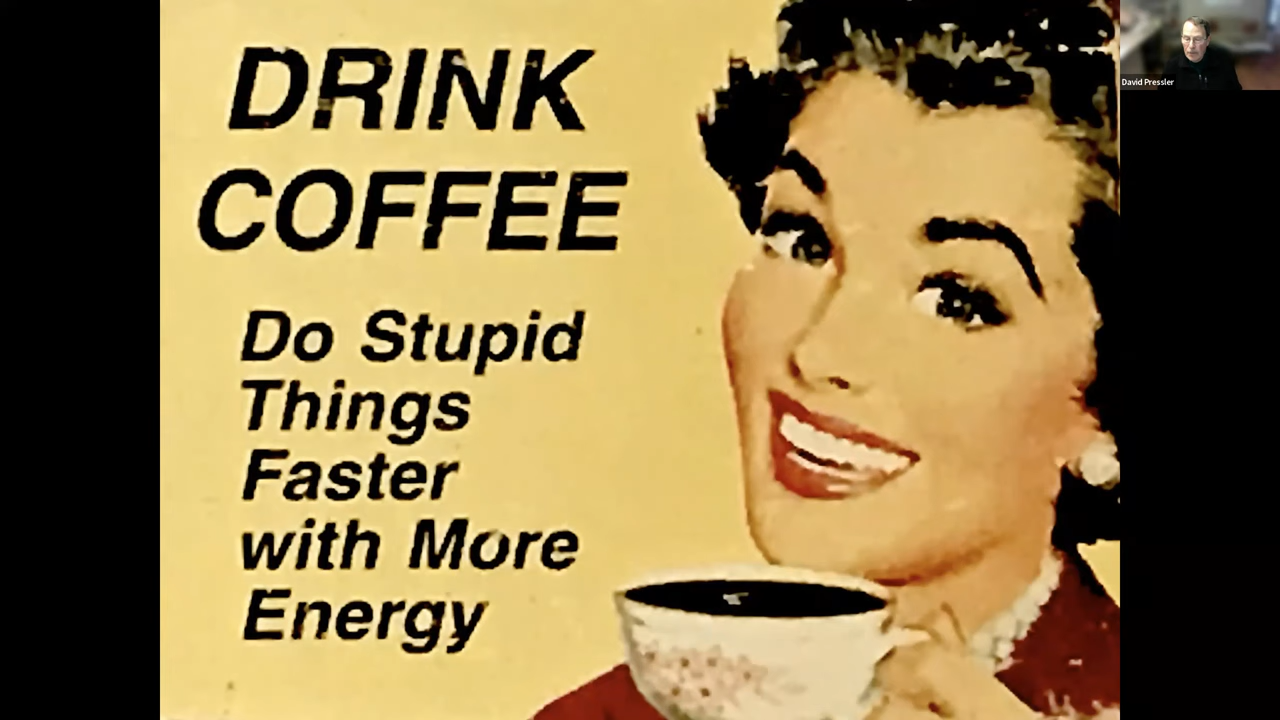 DRINK
COFFEE
Do Stupid
Things
Faster
with More
Energy
David Pressler